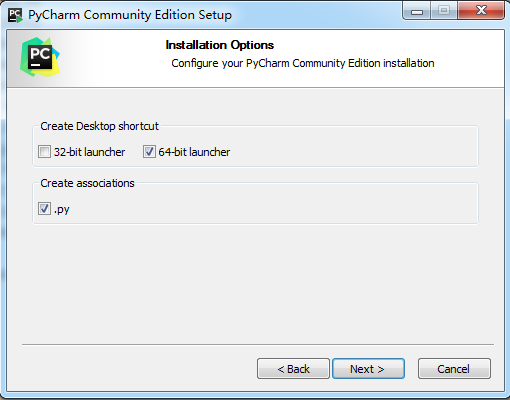 PyCharm Community Edition Setup
PC
Installation Options
Configure your PyCharm Community Edition installation
Create Desktop shortcut
32-bit launcher 64-bit launcher
Create associations
.py
< Back Next > Cancel